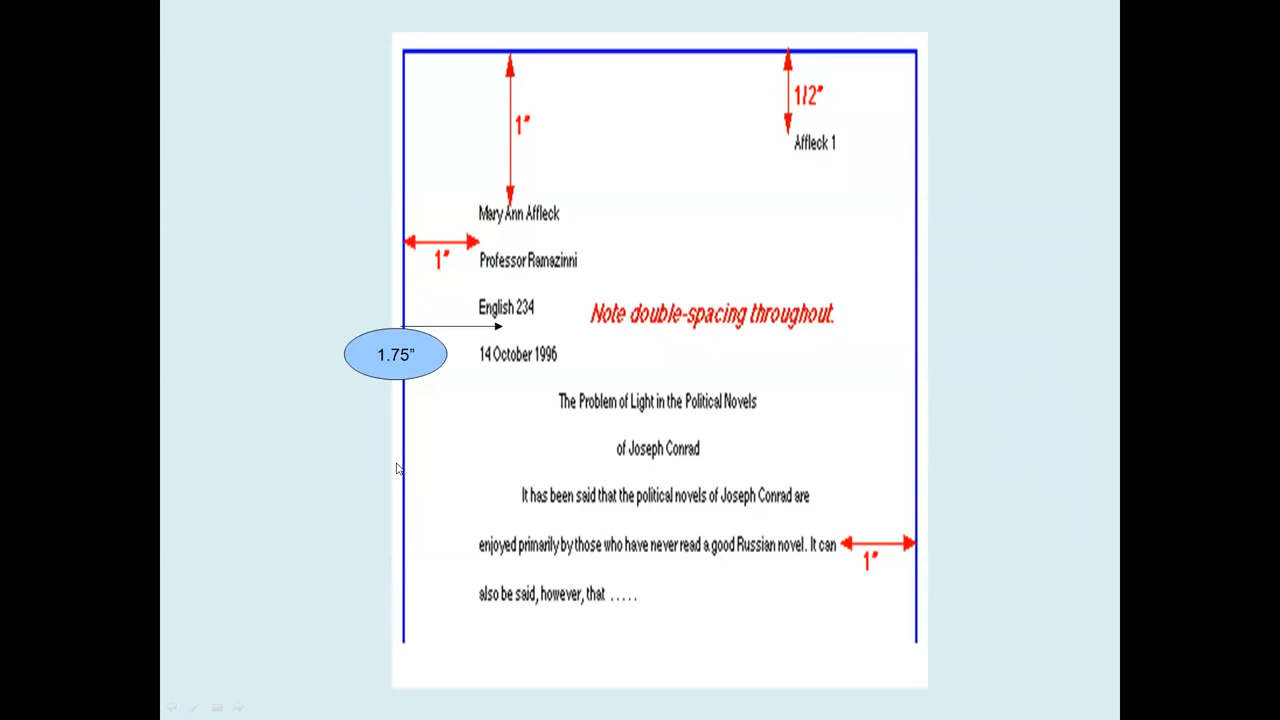 1/2"
1"
Affleck 1
Mary Ann Affleck
1"
Professor Ramazinni
English 234
Note double-spacing throughout.
1.75”
14 October 1996
The Problem of Light in the Political Novels
of Joseph Conrad
It has been said that the political novels of Joseph Conrad are
enjoyed primarily by those who have never read a good Russian novel. It can
1"
also be said, however, that . . . . .